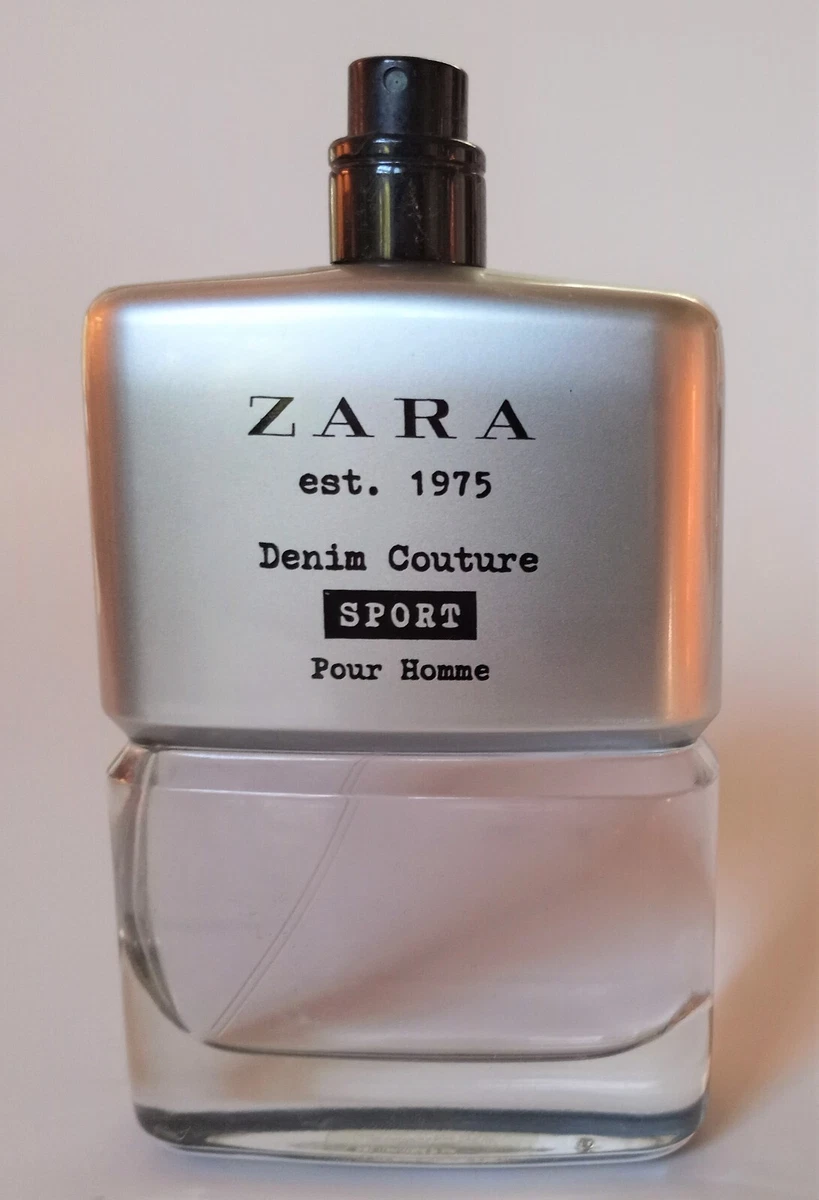 ZARA
est. 1975
Denim Couture
SPORT
Pour Homme